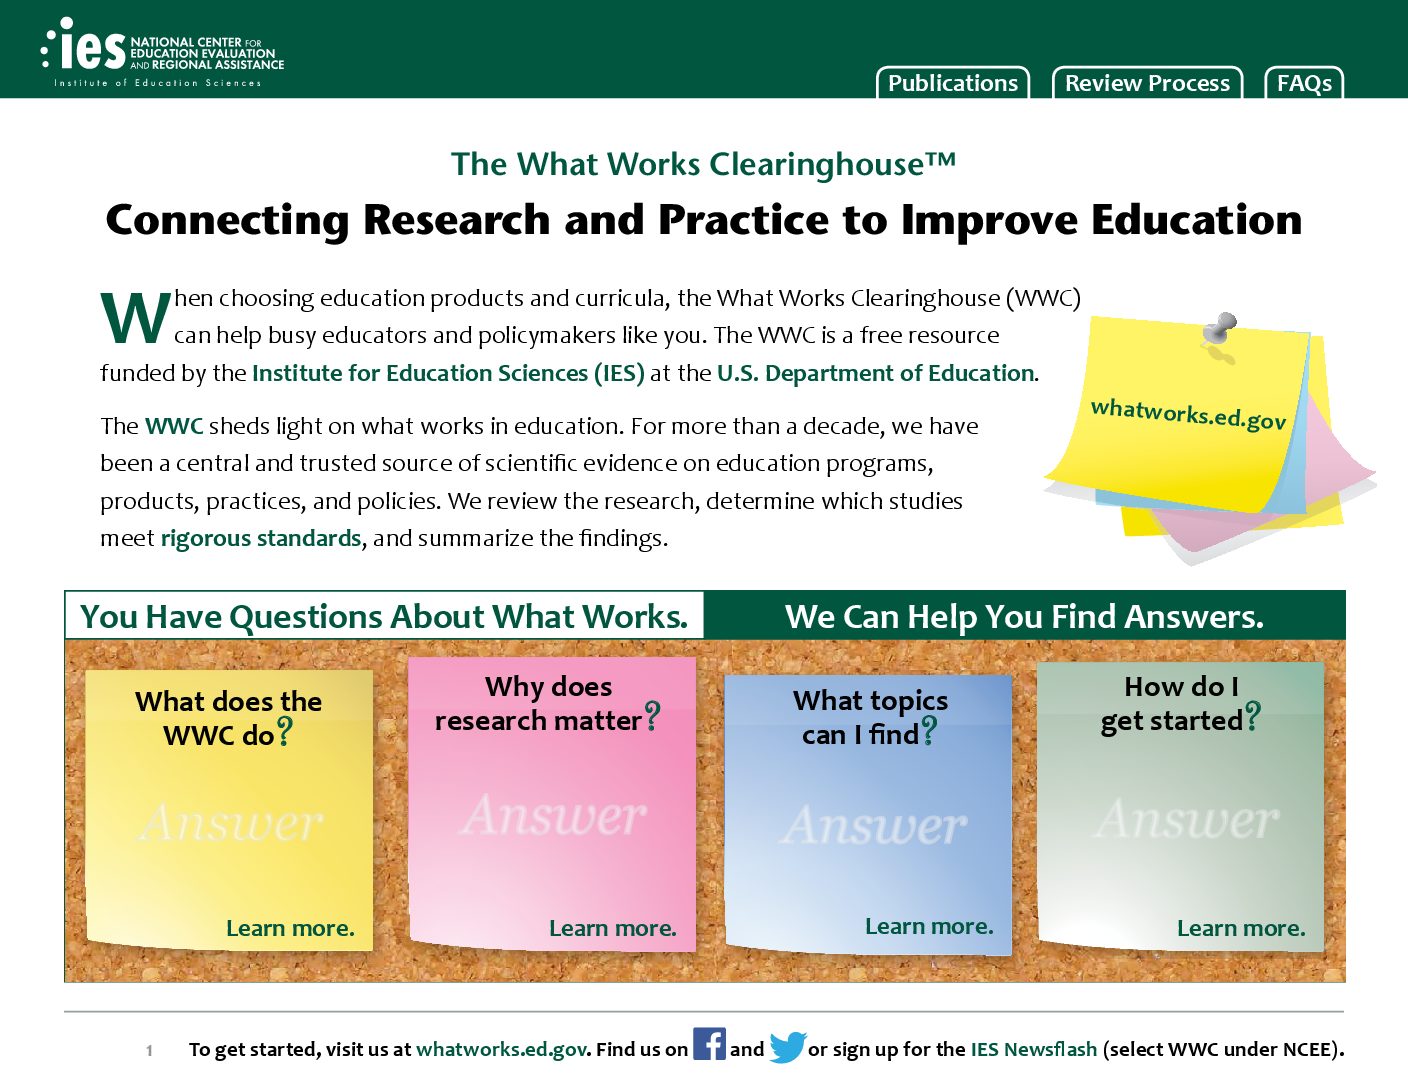 ies NATIONAL CENTER FOR
EDUCATION EVALUATION
AND REGIONAL ASSISTANCE
Institute of Education Sciences
Publications
Review Process
FAQs
The What Works Clearinghouse™
Connecting Research and Practice to Improve Education
When choosing education products and curricula, the What Works Clearinghouse (WWC)
can help busy educators and policymakers like you. The WWC is a free resource
funded by the Institute for Education Sciences (IES) at the U.S. Department of Education.
The WWC sheds light on what works in education. For more than a decade, we have
been a central and trusted source of scientific evidence on education programs,
products, practices, and policies. We review the research, determine which studies
meet rigorous standards, and summarize the findings.
whatworks.ed.gov
You Have Questions About What Works.
We Can Help You Find Answers.
What does the
WWC do?
Answer
Learn more.
Why does
research matter?
Answer
Learn more.
What topics
can I find?
Answer
Learn more.
How do I
get started?
Answer
Learn more.
1 To get started, visit us at whatworks.ed.gov. Find us on f and or sign up for the IES Newsflash (select WWC under NCEE).